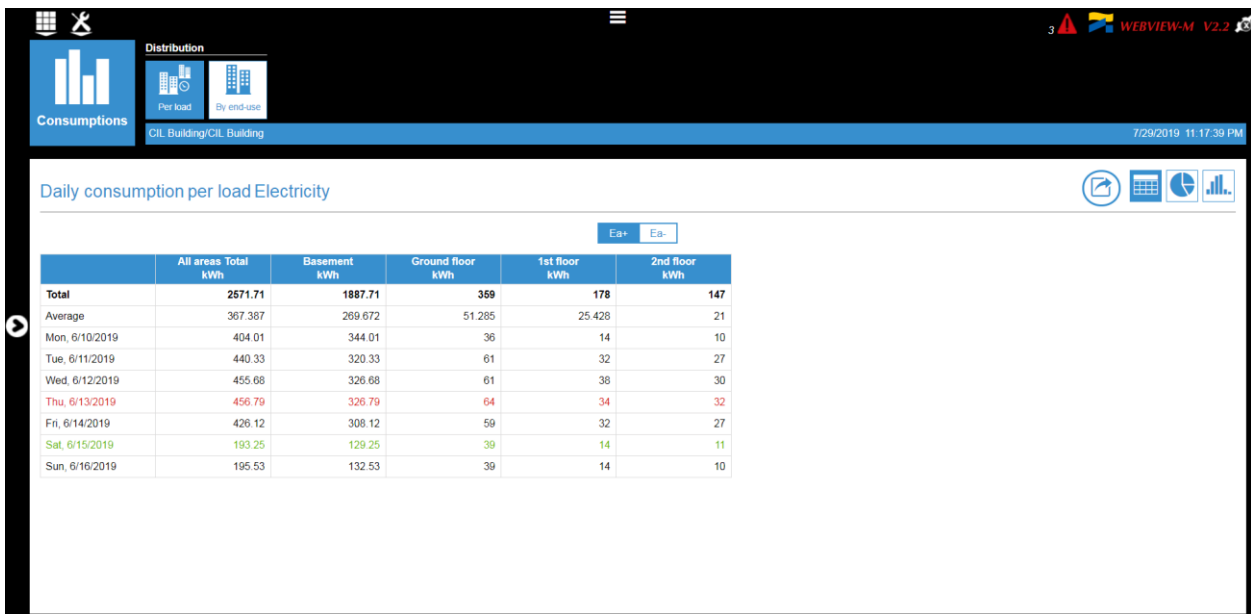 3 WEBVIEW-M V2.2
Distribution
Per load By end-use
Consumptions
CIL Building/CIL Building 7/29/2019 11:17:39 PM
Daily consumption per load Electricity
Ea+ Ea-
All areas Total kWh Basement kWh Ground floor kWh 1st floor kWh 2nd floor kWh
Total 2571.71 1887.71 359 178 147
Average 367.387 269.672 51.285 25.428 21
Mon, 6/10/2019 404.01 344.01 36 14 10
Tue, 6/11/2019 440.33 320.33 61 32 27
Wed, 6/12/2019 455.68 326.68 61 38 30
Thu, 6/13/2019 456.79 326.79 64 34 32
Fri, 6/14/2019 426.12 308.12 59 32 27
Sat, 6/15/2019 193.25 129.25 39 14 11
Sun, 6/16/2019 195.53 132.53 39 14 10